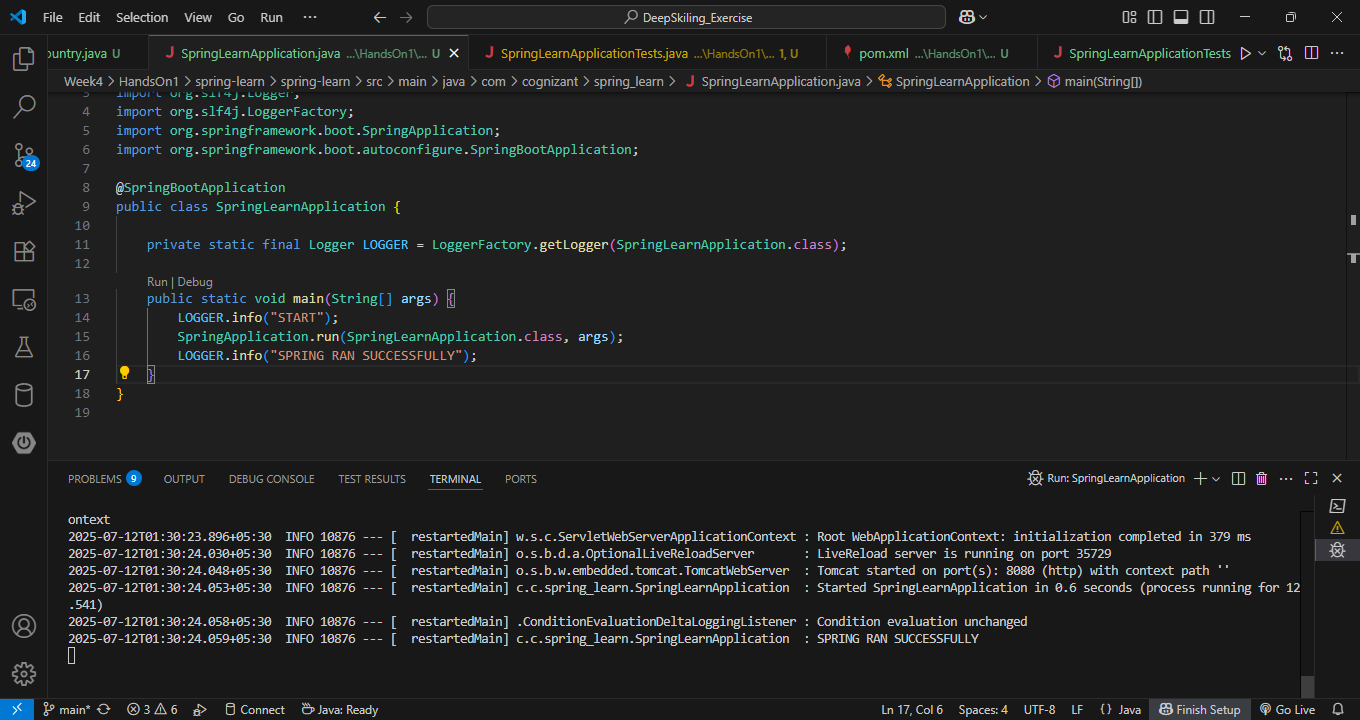 File Edit Selection View Go Run ··· DeepSkiling_Exercise
ountry.java U SpringLearnApplication.java ...\HandsOn1\... U SpringLearnApplicationTests.java ...\HandsOn1\... 1, U pom.xml ...\HandsOn1\... U SpringLearnApplicationTests
Week4 > HandsOn1 > spring-learn > spring-learn > src > main > java > com > cognizant > spring_learn > SpringLearnApplication.java > SpringLearnApplication > main(String[])
3 import org.slf4j.Logger;
4 import org.slf4j.LoggerFactory;
5 import org.springframework.boot.SpringApplication;
6 import org.springframework.boot.autoconfigure.SpringBootApplication;
7
8 @SpringBootApplication
9 public class SpringLearnApplication {
10
11 private static final Logger LOGGER = LoggerFactory.getLogger(SpringLearnApplication.class);
12
Run | Debug
13 public static void main(String[] args) {
14 LOGGER.info("START");
15 SpringApplication.run(SpringLearnApplication.class, args);
16 LOGGER.info("SPRING RAN SUCCESSFULLY");
17 }
18 }
19
24
PROBLEMS 9 OUTPUT DEBUG CONSOLE TEST RESULTS TERMINAL PORTS Run: SpringLearnApplication
ontext
2025-07-12T01:30:23.896+05:30 INFO 10876 --- [ restartedMain] w.s.c.ServletWebServerApplicationContext : Root WebApplicationContext: initialization completed in 379 ms
2025-07-12T01:30:24.030+05:30 INFO 10876 --- [ restartedMain] o.s.b.d.a.OptionalLiveReloadServer : LiveReload server is running on port 35729
2025-07-12T01:30:24.048+05:30 INFO 10876 --- [ restartedMain] o.s.b.w.embedded.tomcat.TomcatWebServer : Tomcat started on port(s): 8080 (http) with context path ''
2025-07-12T01:30:24.053+05:30 INFO 10876 --- [ restartedMain] c.c.spring_learn.SpringLearnApplication : Started SpringLearnApplication in 0.6 seconds (process running for 12
.541)
2025-07-12T01:30:24.058+05:30 INFO 10876 --- [ restartedMain] .ConditionEvaluationDeltaLoggingListener : Condition evaluation unchanged
2025-07-12T01:30:24.059+05:30 INFO 10876 --- [ restartedMain] c.c.spring_learn.SpringLearnApplication : SPRING RAN SUCCESSFULLY
main* 3 6 Connect Java: Ready Ln 17, Col 6 Spaces: 4 UTF-8 LF {} Java Finish Setup Go Live